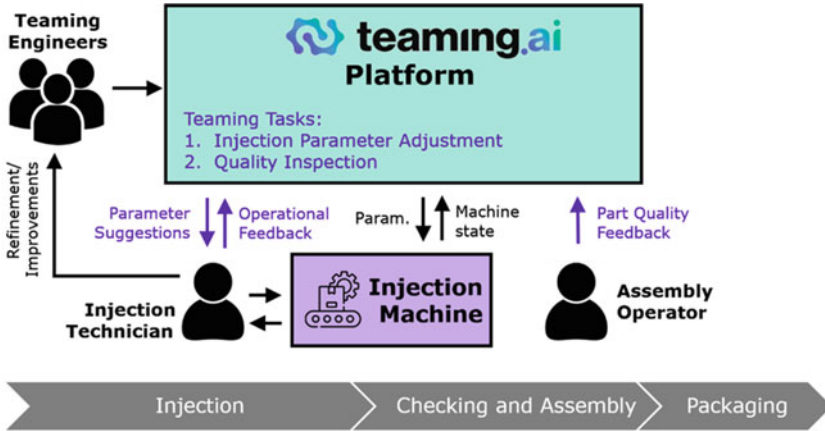 Teaming
Engineers
teaming.ai
Platform
Teaming Tasks:
1. Injection Parameter Adjustment
2. Quality Inspection
Refinement/
Improvements
Parameter
Suggestions
Operational
Feedback
Param.
Machine
state
Part Quality
Feedback
Injection
Technician
Injection
Machine
Assembly
Operator
Injection
Checking and Assembly
Packaging